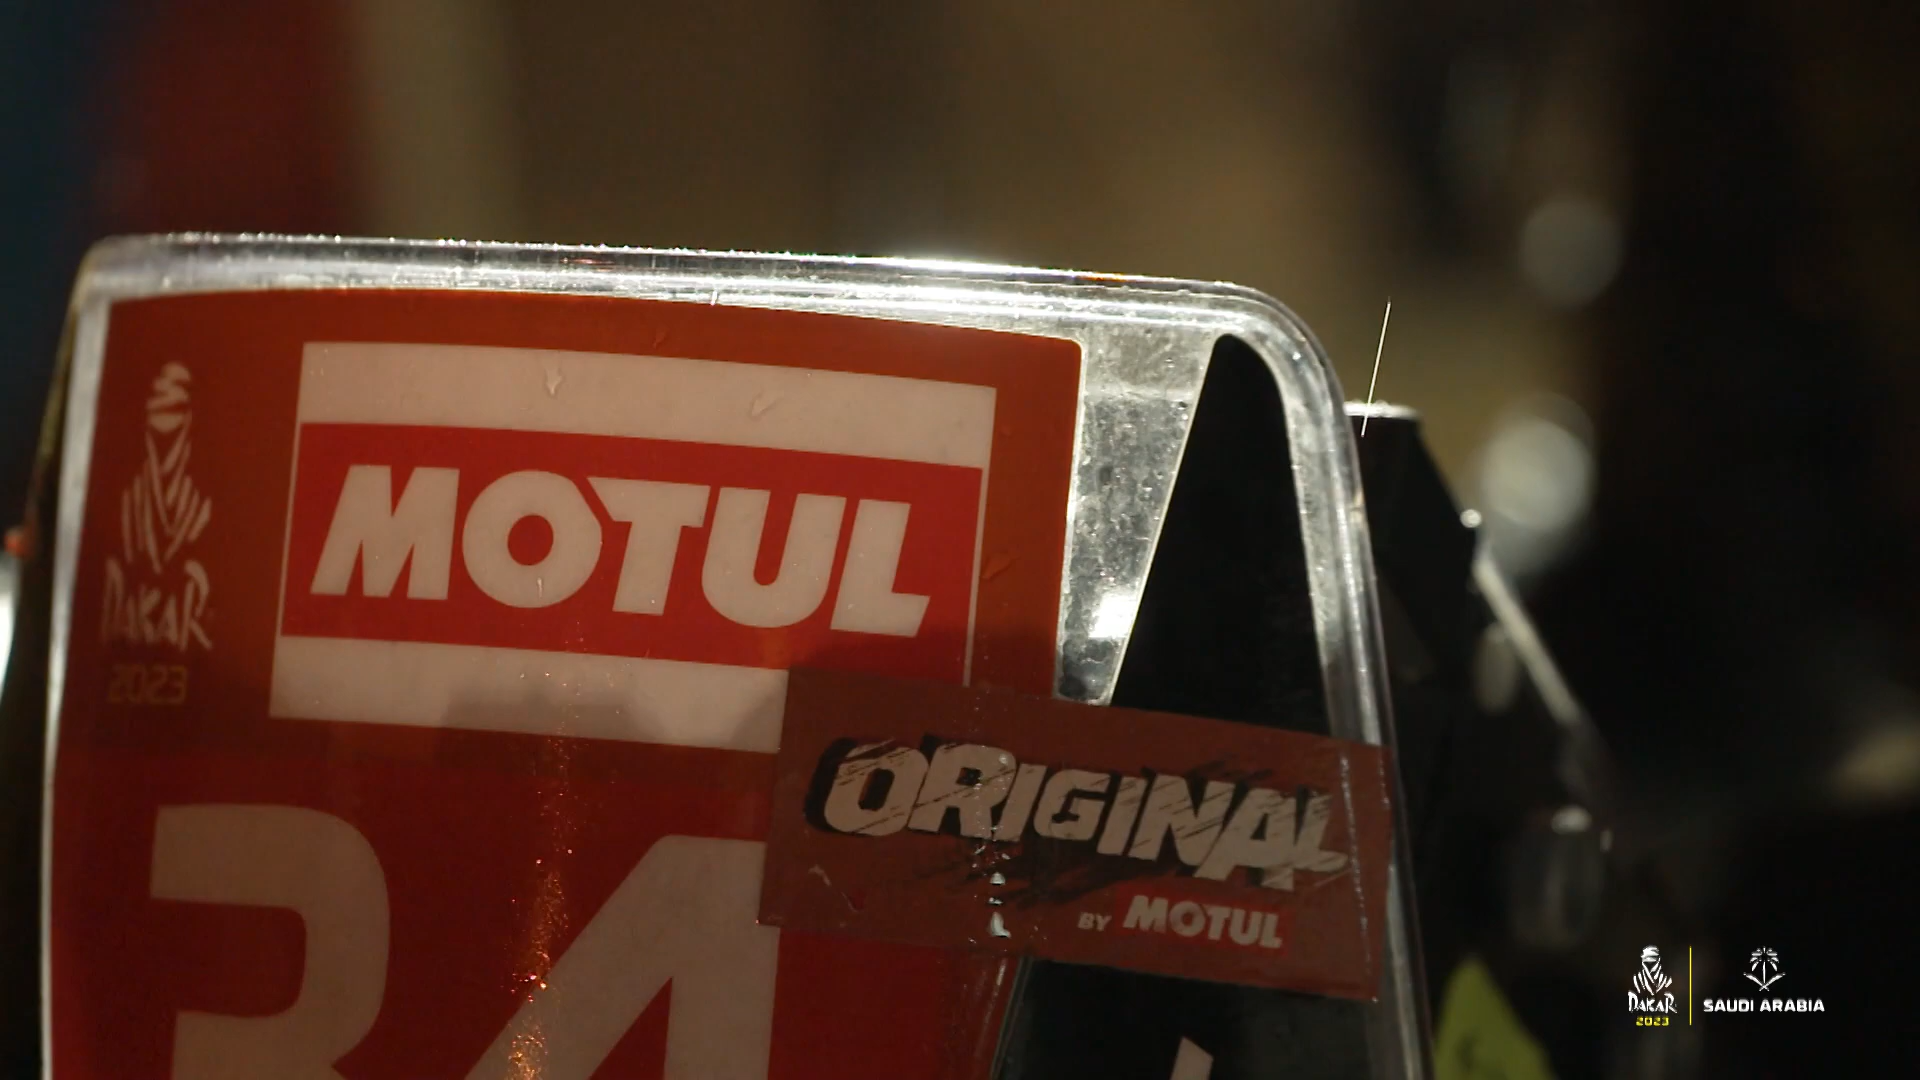 MOTUL
DAKAR
2023
34
ORIGINAL
BY MOTUL
DAKAR
2023
SAUDI ARABIA